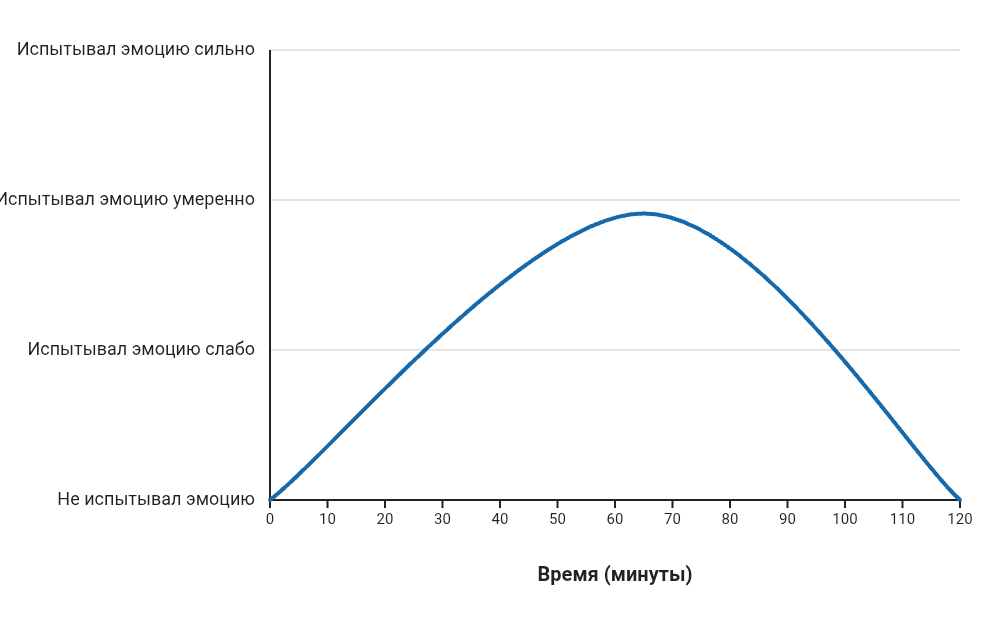 Испытывал эмоцию сильно
Испытывал эмоцию умеренно
Испытывал эмоцию слабо
Не испытывал эмоцию
0 10 20 30 40 50 60 70 80 90 100 110 120
Время (минуты)